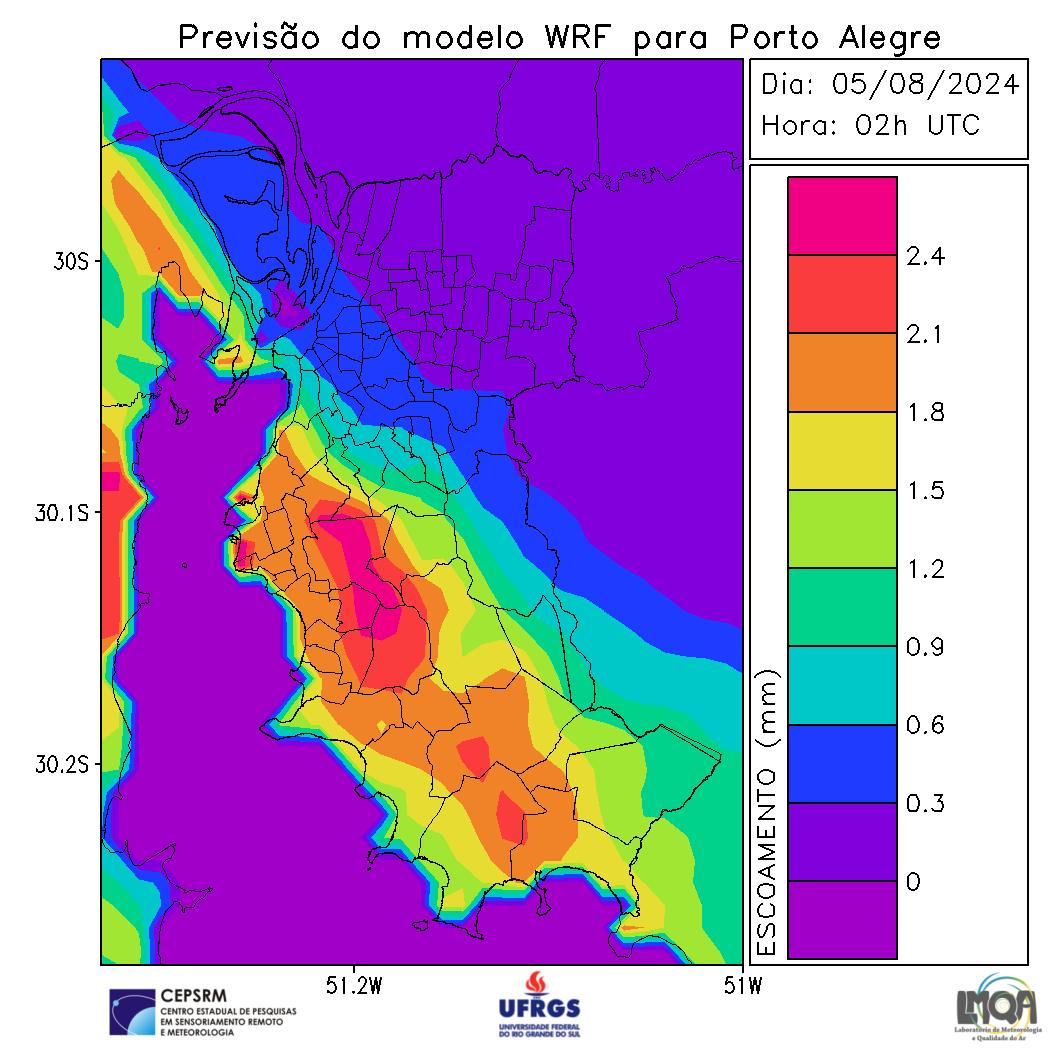 Previsão do modelo WRF para Porto Alegre
Dia: 05/08/2024
Hora: 02h UTC
30S
30.1S
30.2S
51.2W
51W
2.4
2.1
1.8
1.5
1.2
0.9
0.6
0.3
0
ESCOAMENTO (mm)
CEPSRM
CENTRO ESTADUAL DE PESQUISAS
EM SENSORIAMENTO REMOTO
E METEOROLOGIA
UFRGS
UNIVERSIDADE FEDERAL
DO RIO GRANDE DO SUL
LMQA
Laboratório de Meteorologia
e Qualidade do Ar